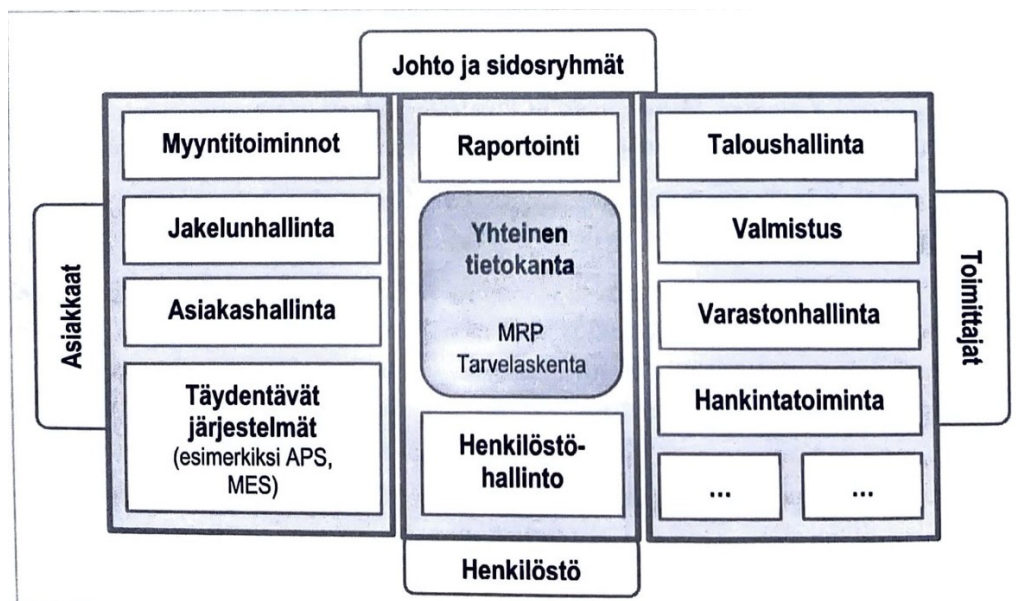 Johto ja sidosryhmät
Asiakkaat
Myyntitoiminnot
Jakelunhallinta
Asiakashallinta
Täydentävät
järjestelmät
(esimerkiksi APS,
MES)
Raportointi
Yhteinen
tietokanta
MRP
Tarvelaskenta
Henkilöstö-
hallinto
Taloushallinta
Valmistus
Varastonhallinta
Hankintatoiminta
...
...
Toimittajat
Henkilöstö